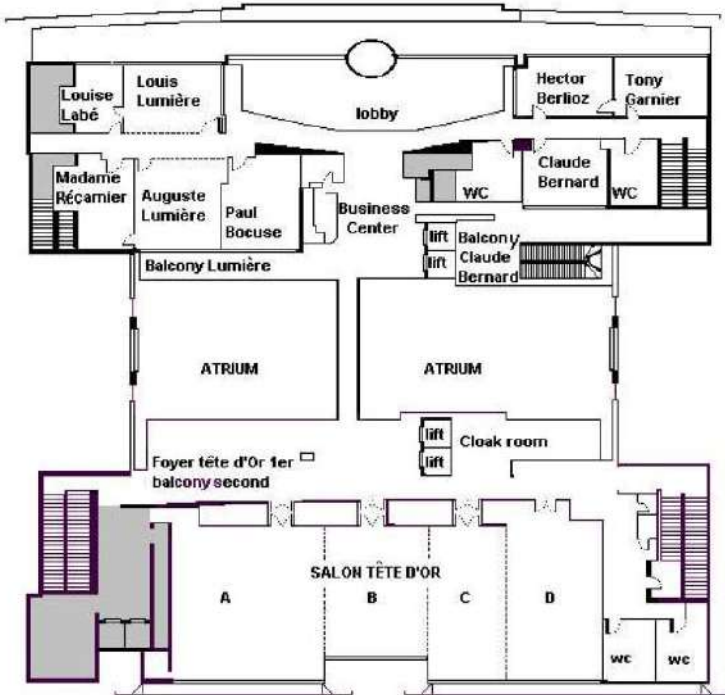 Louise
Labé
Louis
Lumière
lobby
Hector
Berlioz
Tony
Garnier
Madame
Récamier
Auguste
Lumière
Paul
Bocuse
Business
Center
WC
Claude
Bernard
WC
Balcony Lumière
lift
lift
Balcony
Claude
Bernard
ATRIUM
ATRIUM
Foyer tête d'Or 1er
balcony second
lift
lift
Cloak room
SALON TÊTE D'OR
A
B
C
D
wc
wc